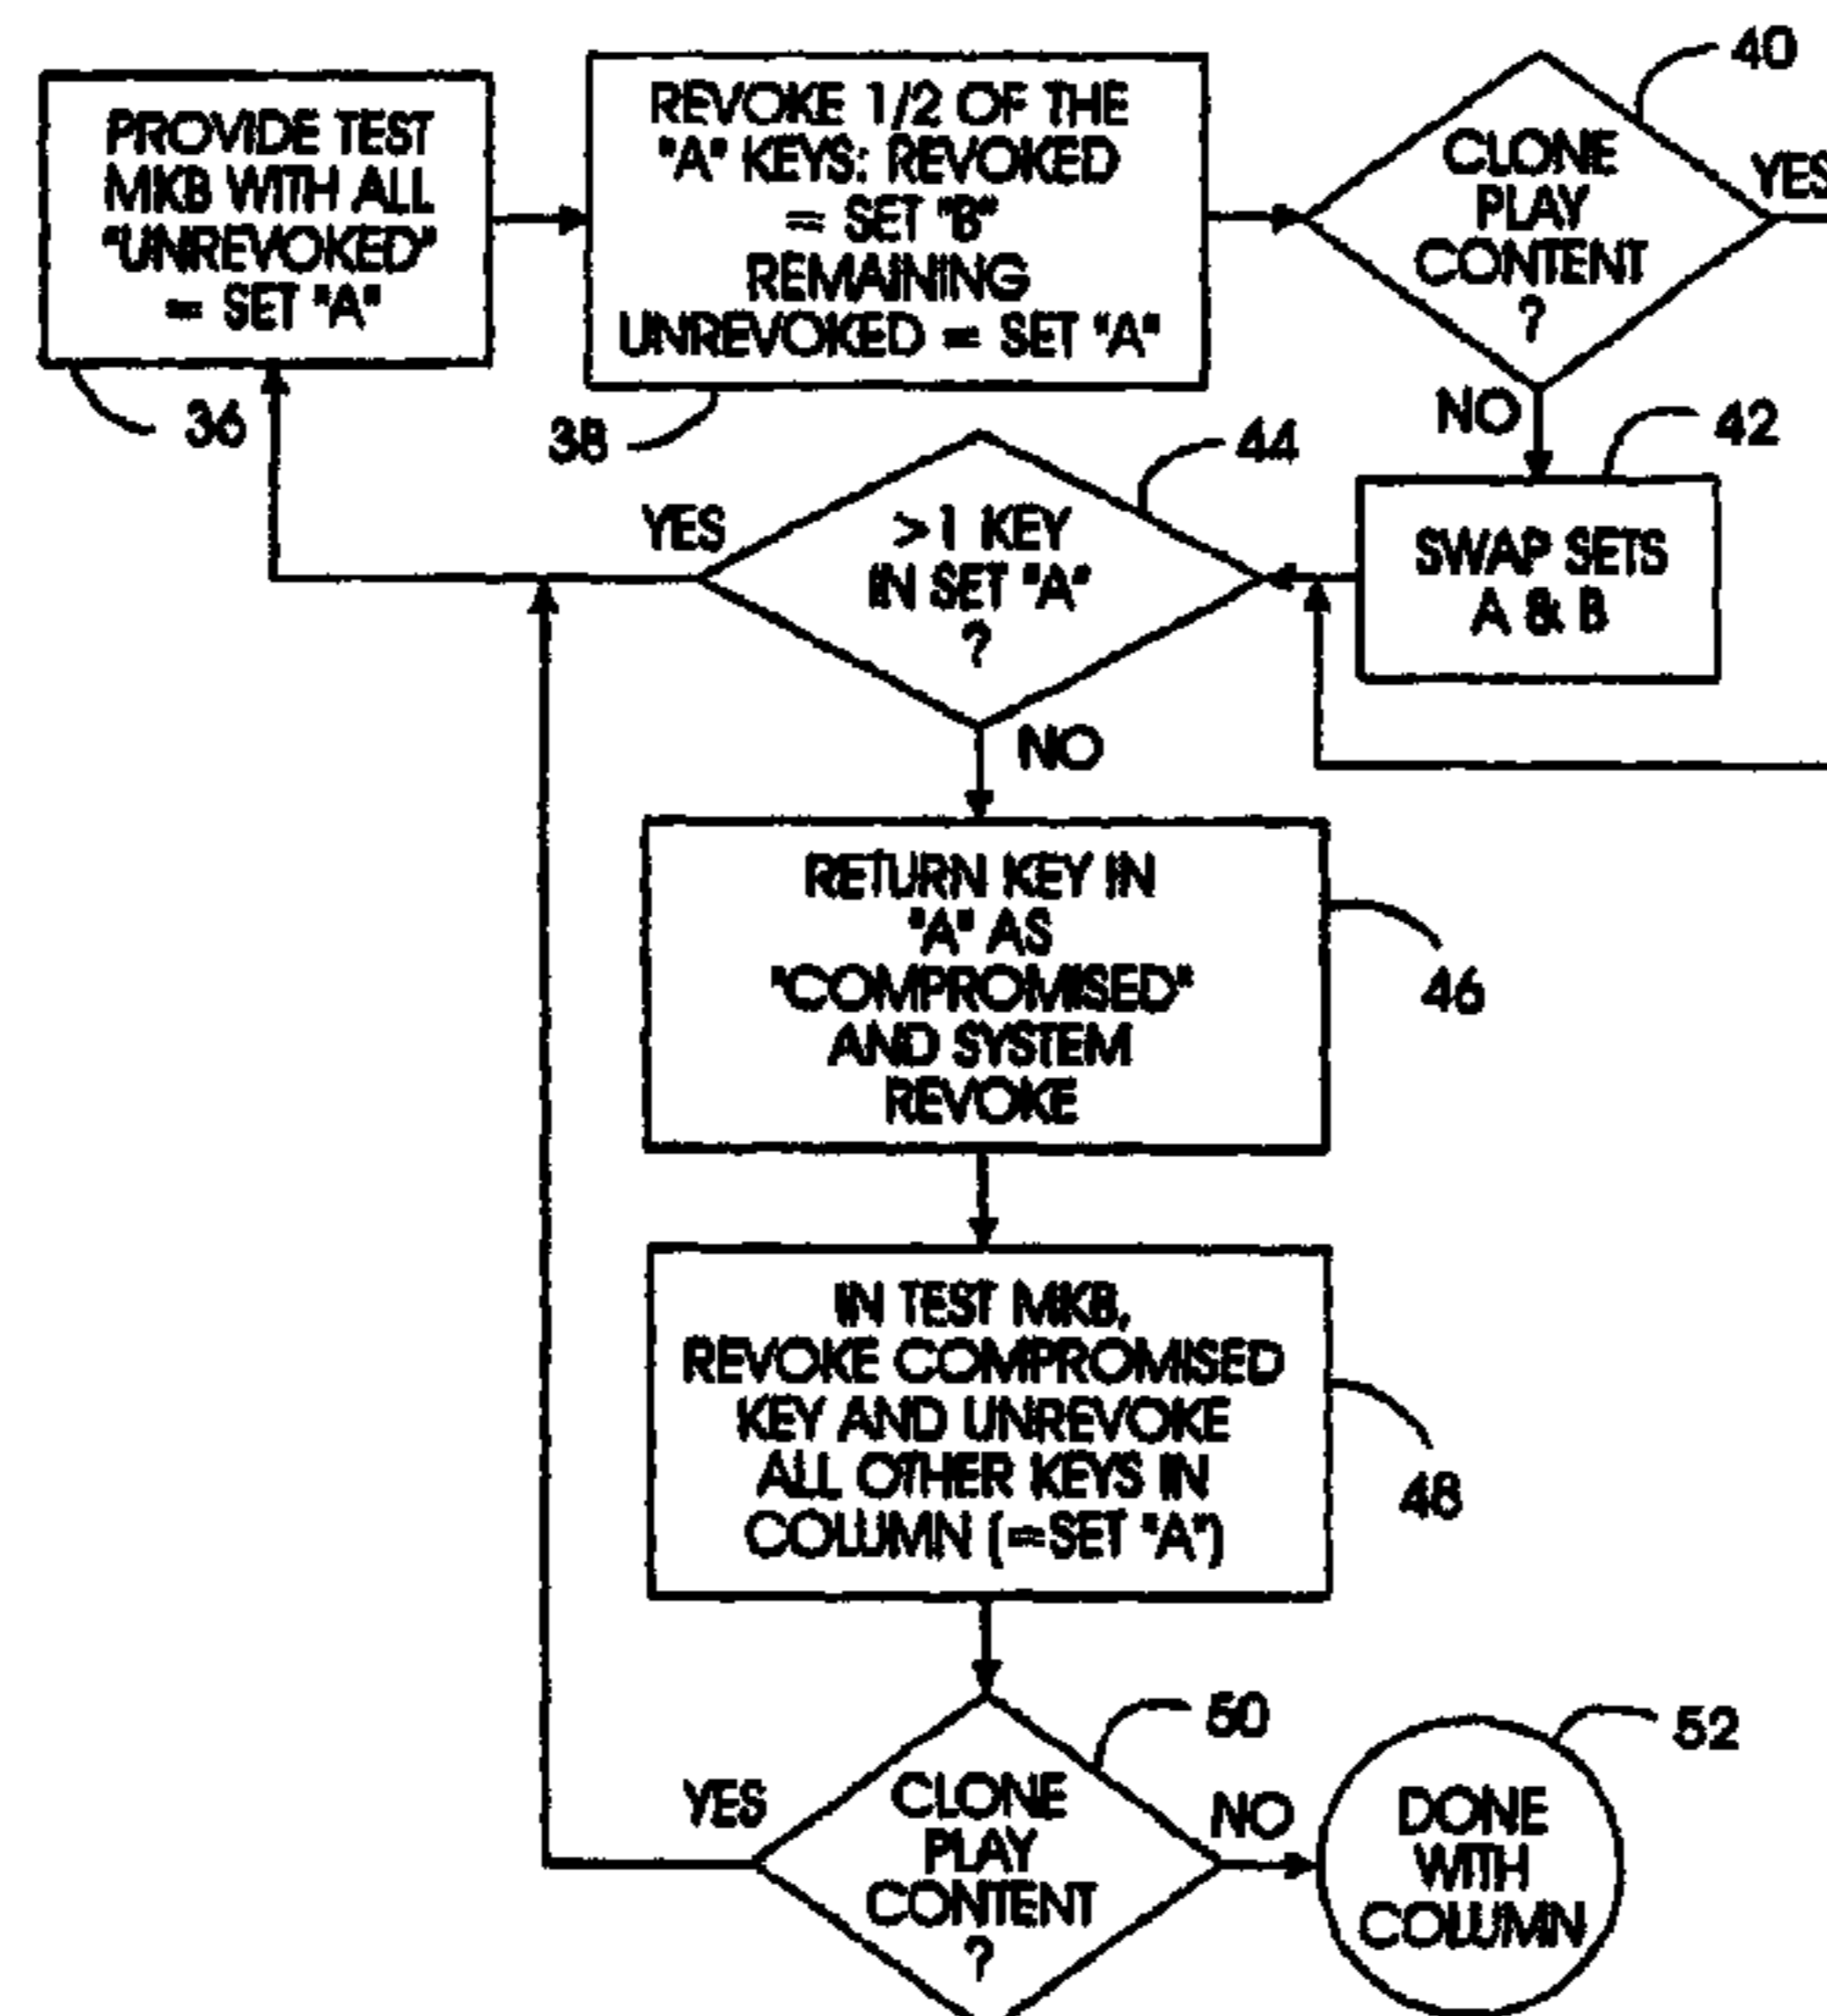 PROVIDE TEST
MKB WITH ALL
"UNREVOKED"
= SET "A"
36
REVOKE 1/2 OF THE
"A" KEYS: REVOKED
= SET "B"
REMAINING
UNREVOKED = SET "A"
38
CLONE
PLAY
CONTENT
?
40
YES
NO
42
SWAP SETS
A & B
44
YES
>1 KEY
IN SET "A"
?
NO
RETURN KEY IN
"A" AS
"COMPROMISED"
AND SYSTEM
REVOKE
46
IN TEST MKB,
REVOKE COMPROMISED
KEY AND UNREVOKE
ALL OTHER KEYS IN
COLUMN (=SET "A")
48
50
YES
CLONE
PLAY
CONTENT
?
NO
52
DONE
WITH
COLUMN